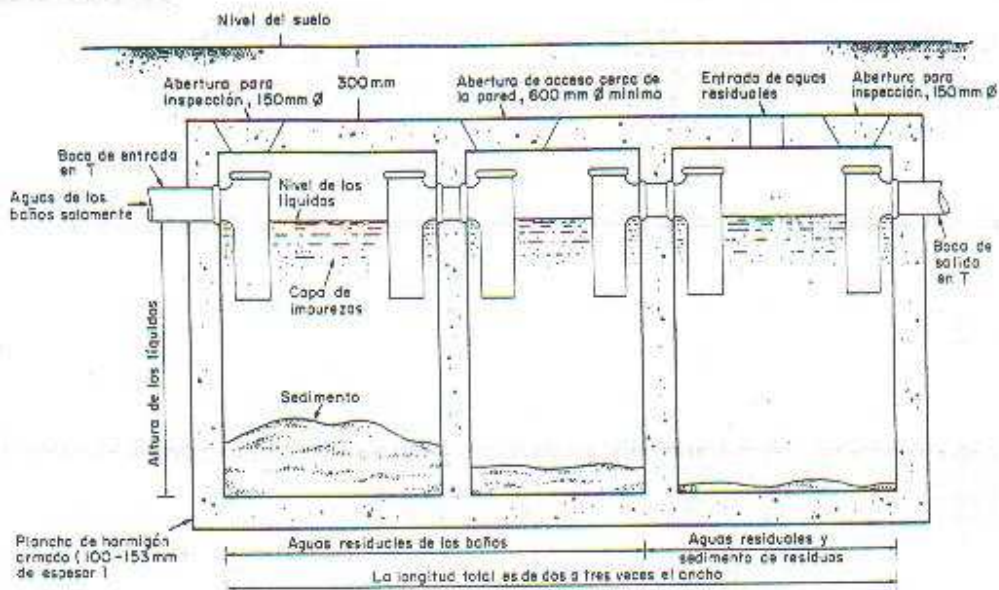 Nivel del suelo
Abertura para
inspección, 150mm Ø
300mm
Abertura de acceso cerca de
la pared, 600 mm Ø mínimo
Entrada de aguas
residuales
Abertura para
inspección, 150mm Ø
Boca de entrada
en T
Aguas de los
baños solamente
Nivel de los
líquidos
Capa de
impurezas
Boca de
salida
en T
Altura de los líquidos
Sedimento
Plancha de hormigón
armado (100-153mm
de espesor)
Aguas residuales de los baños
Aguas residuales y
sedimento de residuos
La longitud total es de dos a tres veces el ancho